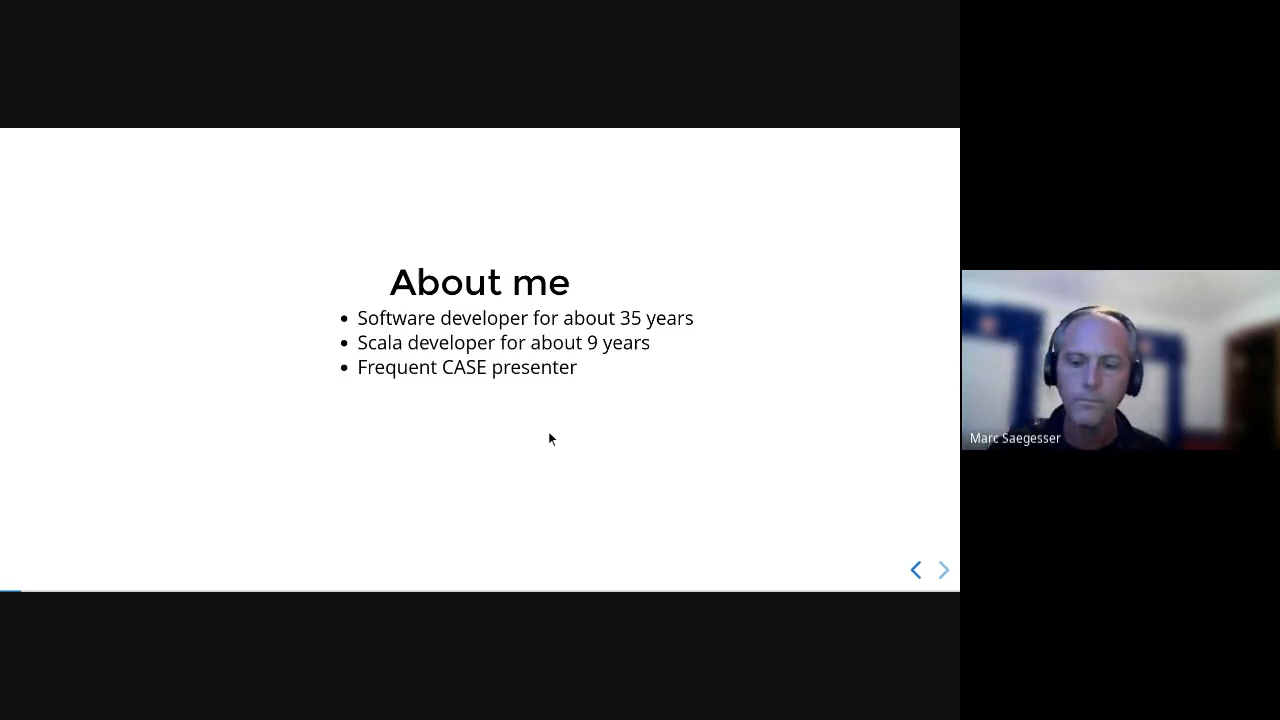 About me
Software developer for about 35 years
Scala developer for about 9 years
Frequent CASE presenter
Marc Saegesser